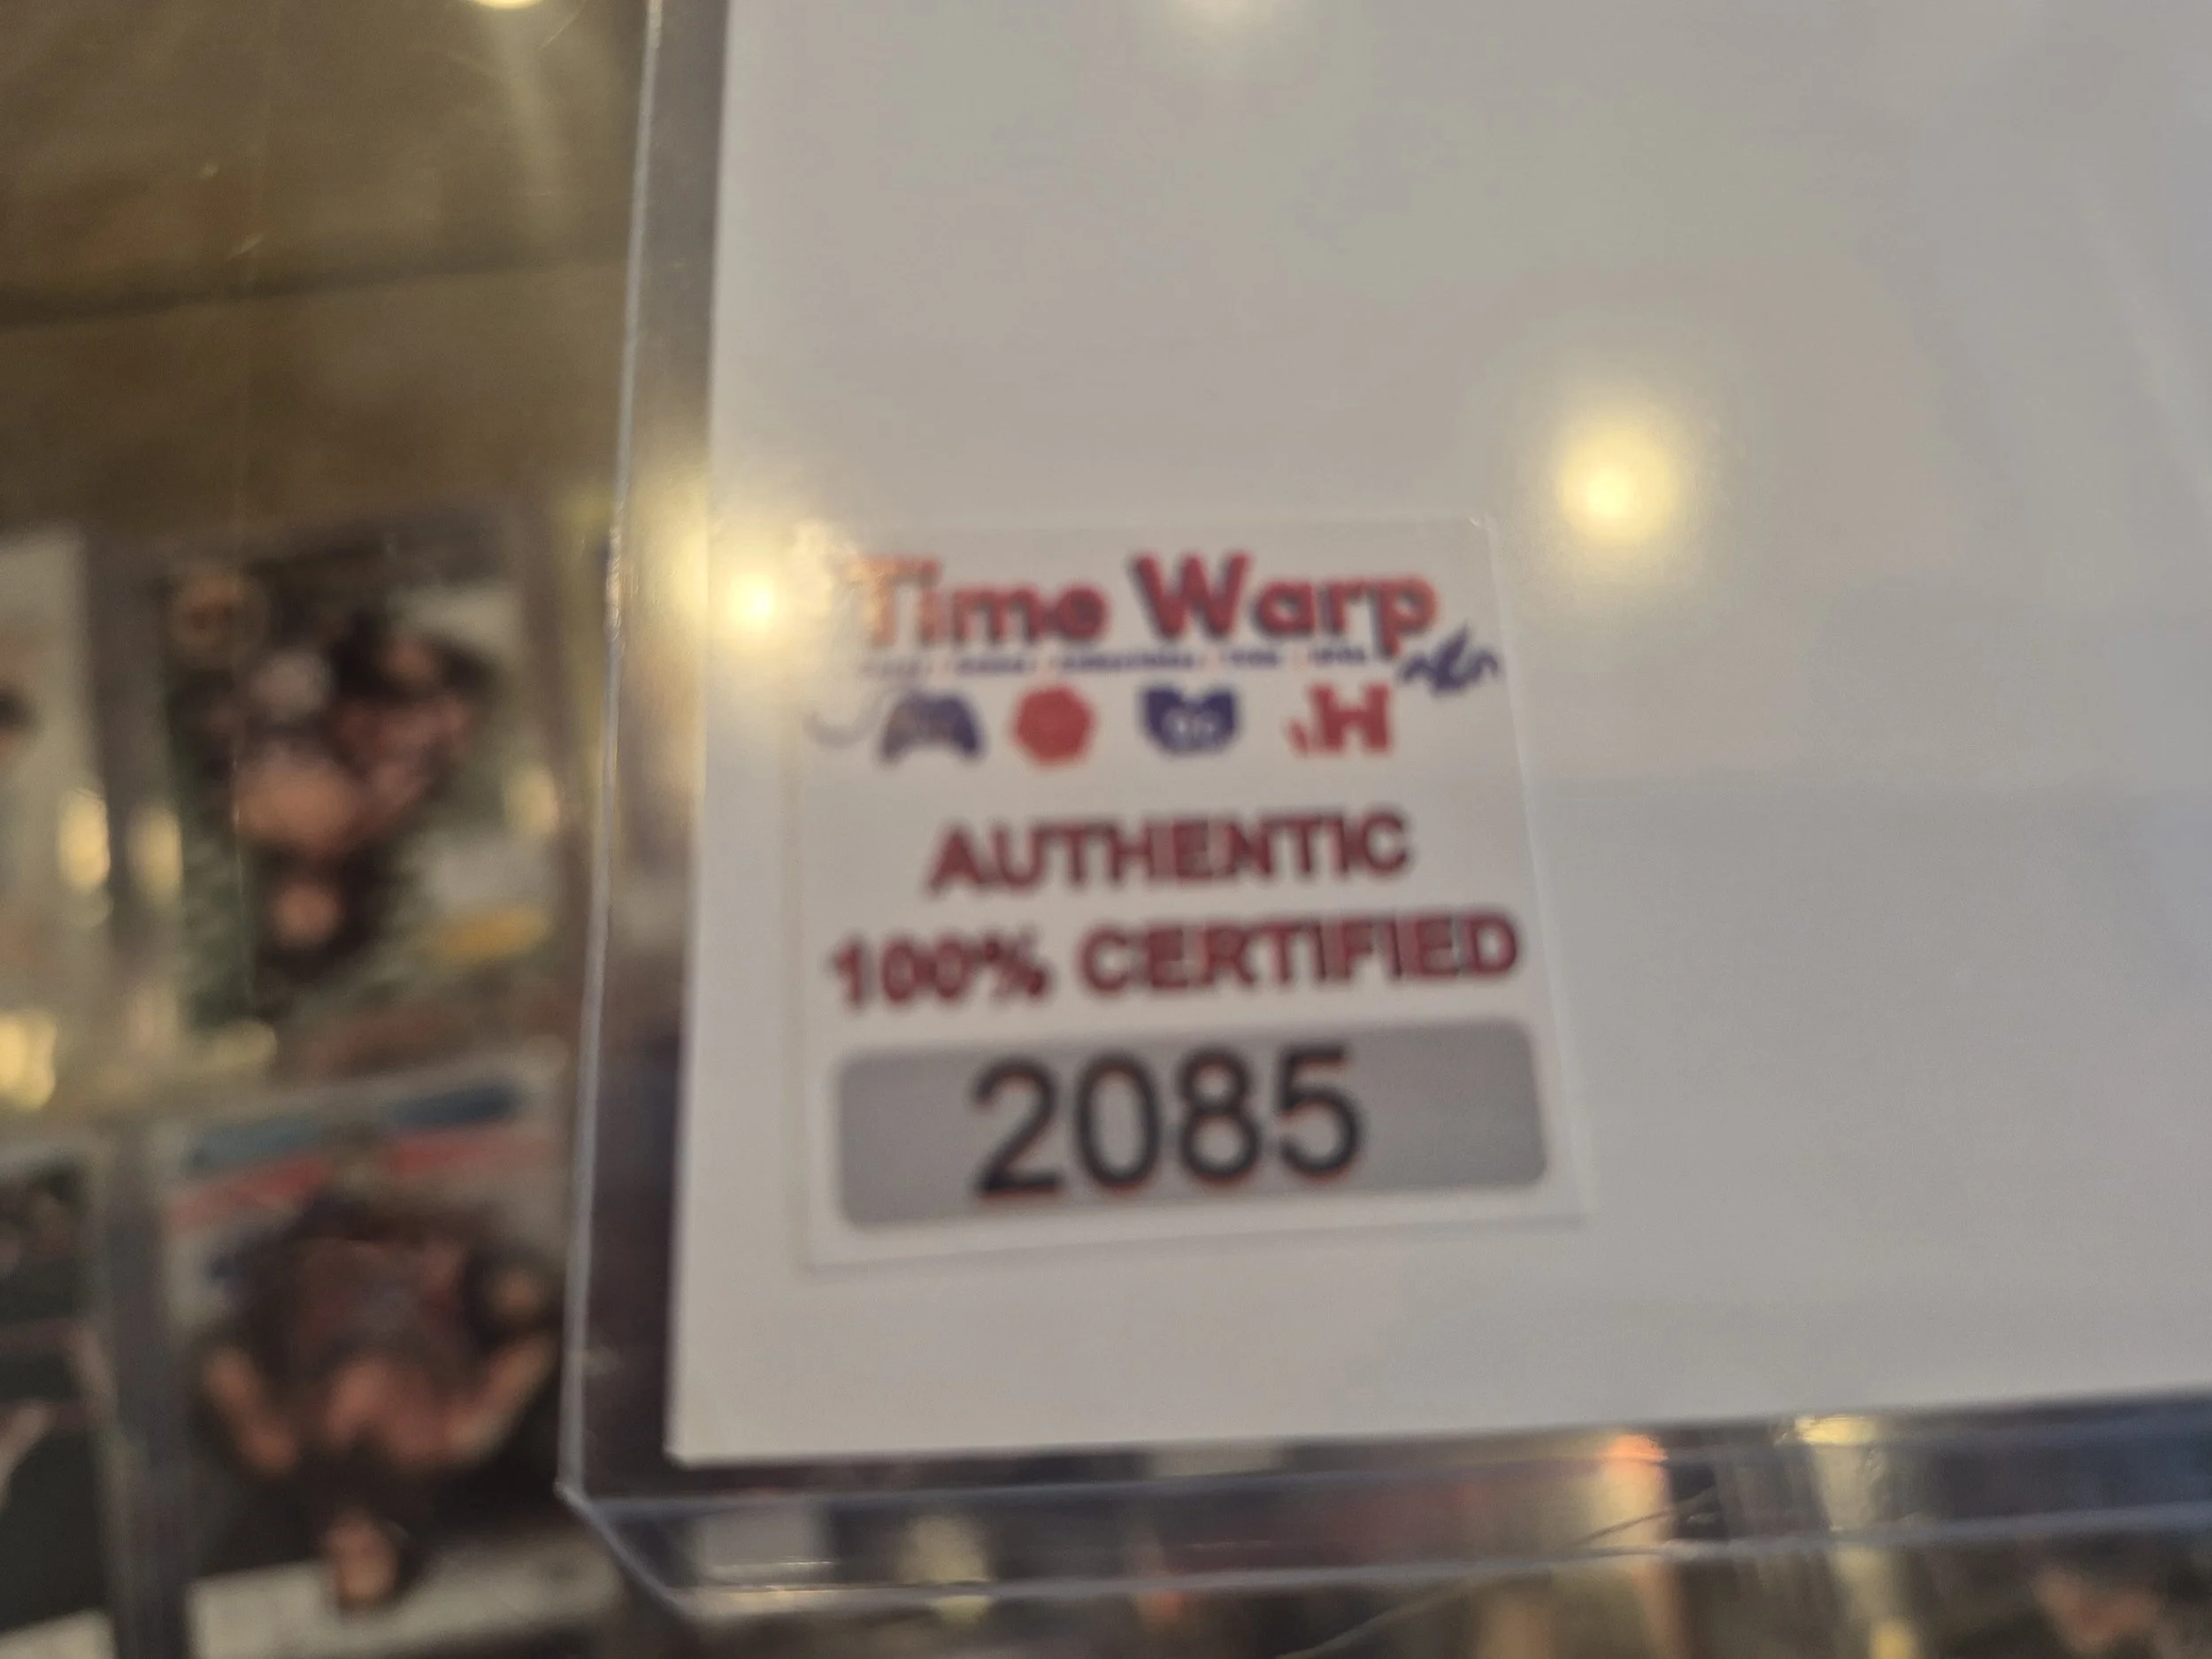 Time Warp
AUTHENTIC
100% CERTIFIED
2085